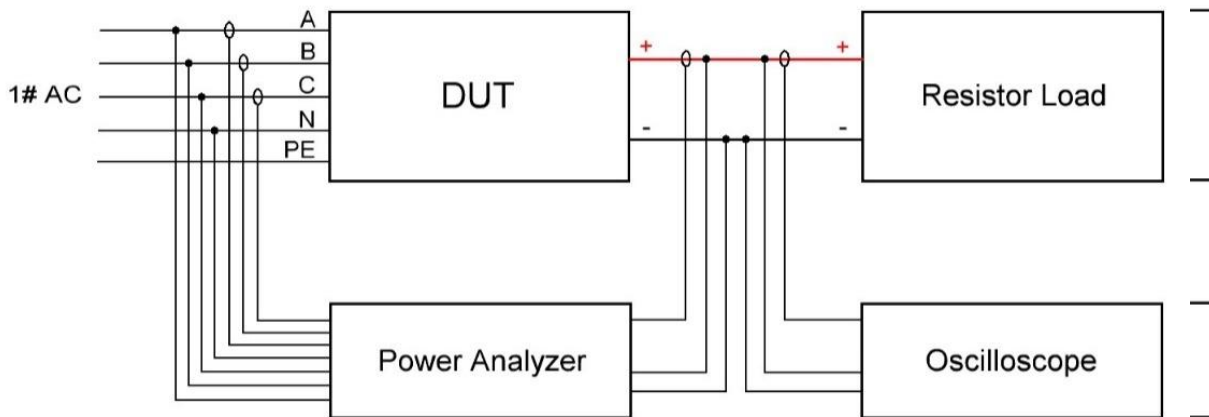 A
B
1# AC
C
N
PE
DUT
+
+
-
-
Resistor Load
Power Analyzer
Oscilloscope